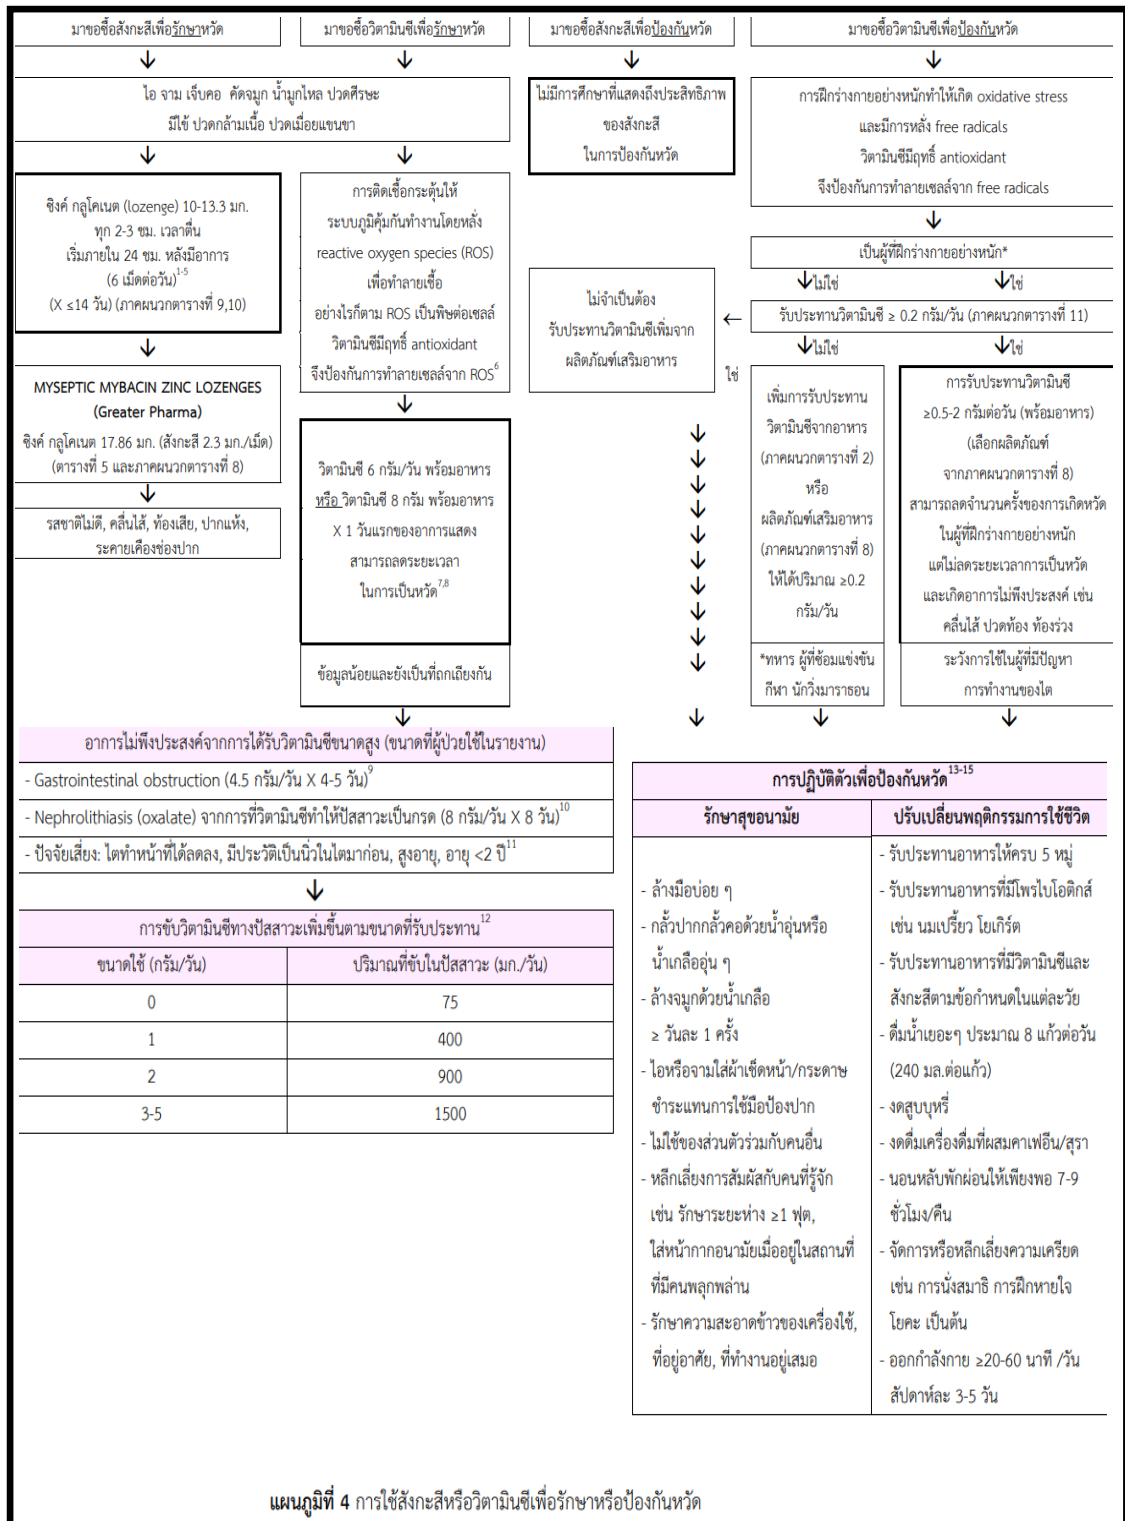 มาขอซื้อสังกะสีเพื่อรักษาหวัด
มาขอซื้อวิตามินซีเพื่อรักษาหวัด
มาขอซื้อสังกะสีเพื่อป้องกันหวัด
มาขอซื้อวิตามินซีเพื่อป้องกันหวัด
ไอ จาม เจ็บคอ คัดจมูก น้ำมูกไหล ปวดศีรษะ
มีไข้ ปวดกล้ามเนื้อ ปวดเมื่อยแขนขา
ไม่มีการศึกษาที่แสดงถึงประสิทธิภาพ
ของสังกะสี
ในการป้องกันหวัด
การฝึกร่างกายอย่างหนักทำให้เกิด oxidative stress
และมีการหลั่ง free radicals
วิตามินซีมีฤทธิ์ antioxidant
จึงป้องกันการทำลายเซลล์จาก free radicals
ซิงค์ กลูโคเนต (lozenge) 10-13.3 มก.
ทุก 2-3 ชม. เวลาตื่น
เริ่มภายใน 24 ชม. หลังมีอาการ
(6 เม็ดต่อวัน)1-5
(X ≤14 วัน) (ภาคผนวกตารางที่ 9,10)
การติดเชื้อกระตุ้นให้
ระบบภูมิคุ้มกันทำงานโดยหลั่ง
reactive oxygen species (ROS)
เพื่อทำลายเชื้อ
อย่างไรก็ตาม ROS เป็นพิษต่อเซลล์
วิตามินซีมีฤทธิ์ antioxidant
จึงป้องกันการทำลายเซลล์จาก ROS6
เป็นผู้ที่ฝึกร่างกายอย่างหนัก*
ไม่ใช่
ใช่
ไม่จำเป็นต้อง
รับประทานวิตามินซีเพิ่มจาก
ผลิตภัณฑ์เสริมอาหาร
รับประทานวิตามินซี ≥ 0.2 กรัม/วัน (ภาคผนวกตารางที่ 11)
ไม่ใช่
ใช่
ใช่
MYSEPTIC MYBACIN ZINC LOZENGES
(Greater Pharma)
ซิงค์ กลูโคเนต 17.86 มก. (สังกะสี 2.3 มก./เม็ด)
(ตารางที่ 5 และภาคผนวกตารางที่ 8)
รสชาติไม่ดี, คลื่นไส้, ท้องเสีย, ปากแห้ง,
ระคายเคืองช่องปาก
วิตามินซี 6 กรัม/วัน พร้อมอาหาร
หรือ วิตามินซี 8 กรัม พร้อมอาหาร
X 1 วันแรกของอาการแสดง
สามารถลดระยะเวลา
ในการเป็นหวัด7,8
ข้อมูลน้อยและยังเป็นที่ถกเถียงกัน
เพิ่มการรับประทาน
วิตามินซีจากอาหาร
(ภาคผนวกตารางที่ 2)
หรือ
ผลิตภัณฑ์เสริมอาหาร
(ภาคผนวกตารางที่ 8)
ให้ได้ปริมาณ ≥0.2
กรัม/วัน
*ทหาร ผู้ที่ซ้อมแข่งขัน
กีฬา นักวิ่งมาราธอน
การรับประทานวิตามินซี
≥0.5-2 กรัมต่อวัน (พร้อมอาหาร)
(เลือกผลิตภัณฑ์
จากภาคผนวกตารางที่ 8)
สามารถลดจำนวนครั้งของการเกิดหวัด
ในผู้ที่ฝึกร่างกายอย่างหนัก
แต่ไม่ลดระยะเวลาการเป็นหวัด
และเกิดอาการไม่พึงประสงค์ เช่น
คลื่นไส้ ปวดท้อง ท้องร่วง
ระวังการใช้ในผู้ที่มีปัญหา
การทำงานของไต
อาการไม่พึงประสงค์จากการได้รับวิตามินซีขนาดสูง (ขนาดที่ผู้ป่วยใช้ในรายงาน)
- Gastrointestinal obstruction (4.5 กรัม/วัน X 4-5 วัน)9
- Nephrolithiasis (oxalate) จากการที่วิตามินซีทำให้ปัสสาวะเป็นกรด (8 กรัม/วัน X 8 วัน)10
- ปัจจัยเสี่ยง: ไตทำหน้าที่ได้ลดลง, มีประวัติเป็นนิ่วในไตมาก่อน, สูงอายุ, อายุ <2 ปี11
การขับวิตามินซีทางปัสสาวะเพิ่มขึ้นตามขนาดที่รับประทาน12
ขนาดใช้ (กรัม/วัน) ปริมาณที่ขับในปัสสาวะ (มก./วัน)
0 75
1 400
2 900
3-5 1500
การปฏิบัติตัวเพื่อป้องกันหวัด13-15
รักษาสุขอนามัย
- ล้างมือบ่อย ๆ
- กลั้วปากกลั้วคอด้วยน้ำอุ่นหรือ
น้ำเกลืออุ่น ๆ
- ล้างจมูกด้วยน้ำเกลือ
≥ วันละ 1 ครั้ง
- ไอหรือจามใส่ผ้าเช็ดหน้า/กระดาษ
ชำระแทนการใช้มือป้องปาก
- ไม่ใช้ของส่วนตัวร่วมกับคนอื่น
- หลีกเลี่ยงการสัมผัสกับคนที่รู้จัก
เช่น รักษาระยะห่าง ≥1 ฟุต,
ใส่หน้ากากอนามัยเมื่ออยู่ในสถานที่
ที่มีคนพลุกพล่าน
- รักษาความสะอาดข้าวของเครื่องใช้,
ที่อยู่อาศัย, ที่ทำงานอยู่เสมอ
ปรับเปลี่ยนพฤติกรรมการใช้ชีวิต
- รับประทานอาหารให้ครบ 5 หมู่
- รับประทานอาหารที่มีโพรไบโอติกส์
เช่น นมเปรี้ยว โยเกิร์ต
- รับประทานอาหารที่มีวิตามินซีและ
สังกะสีตามข้อกำหนดในแต่ละวัย
- ดื่มน้ำเยอะๆ ประมาณ 8 แก้วต่อวัน
(240 มล.ต่อแก้ว)
- งดสูบบุหรี่
- งดดื่มเครื่องดื่มที่ผสมคาเฟอีน/สุรา
- นอนหลับพักผ่อนให้เพียงพอ 7-9
ชั่วโมง/คืน
- จัดการหรือหลีกเลี่ยงความเครียด
เช่น การนั่งสมาธิ การฝึกหายใจ
โยคะ เป็นต้น
- ออกกำลังกาย ≥20-60 นาที /วัน
สัปดาห์ละ 3-5 วัน
แผนภูมิที่ 4 การใช้สังกะสีหรือวิตามินซีเพื่อรักษาหรือป้องกันหวัด